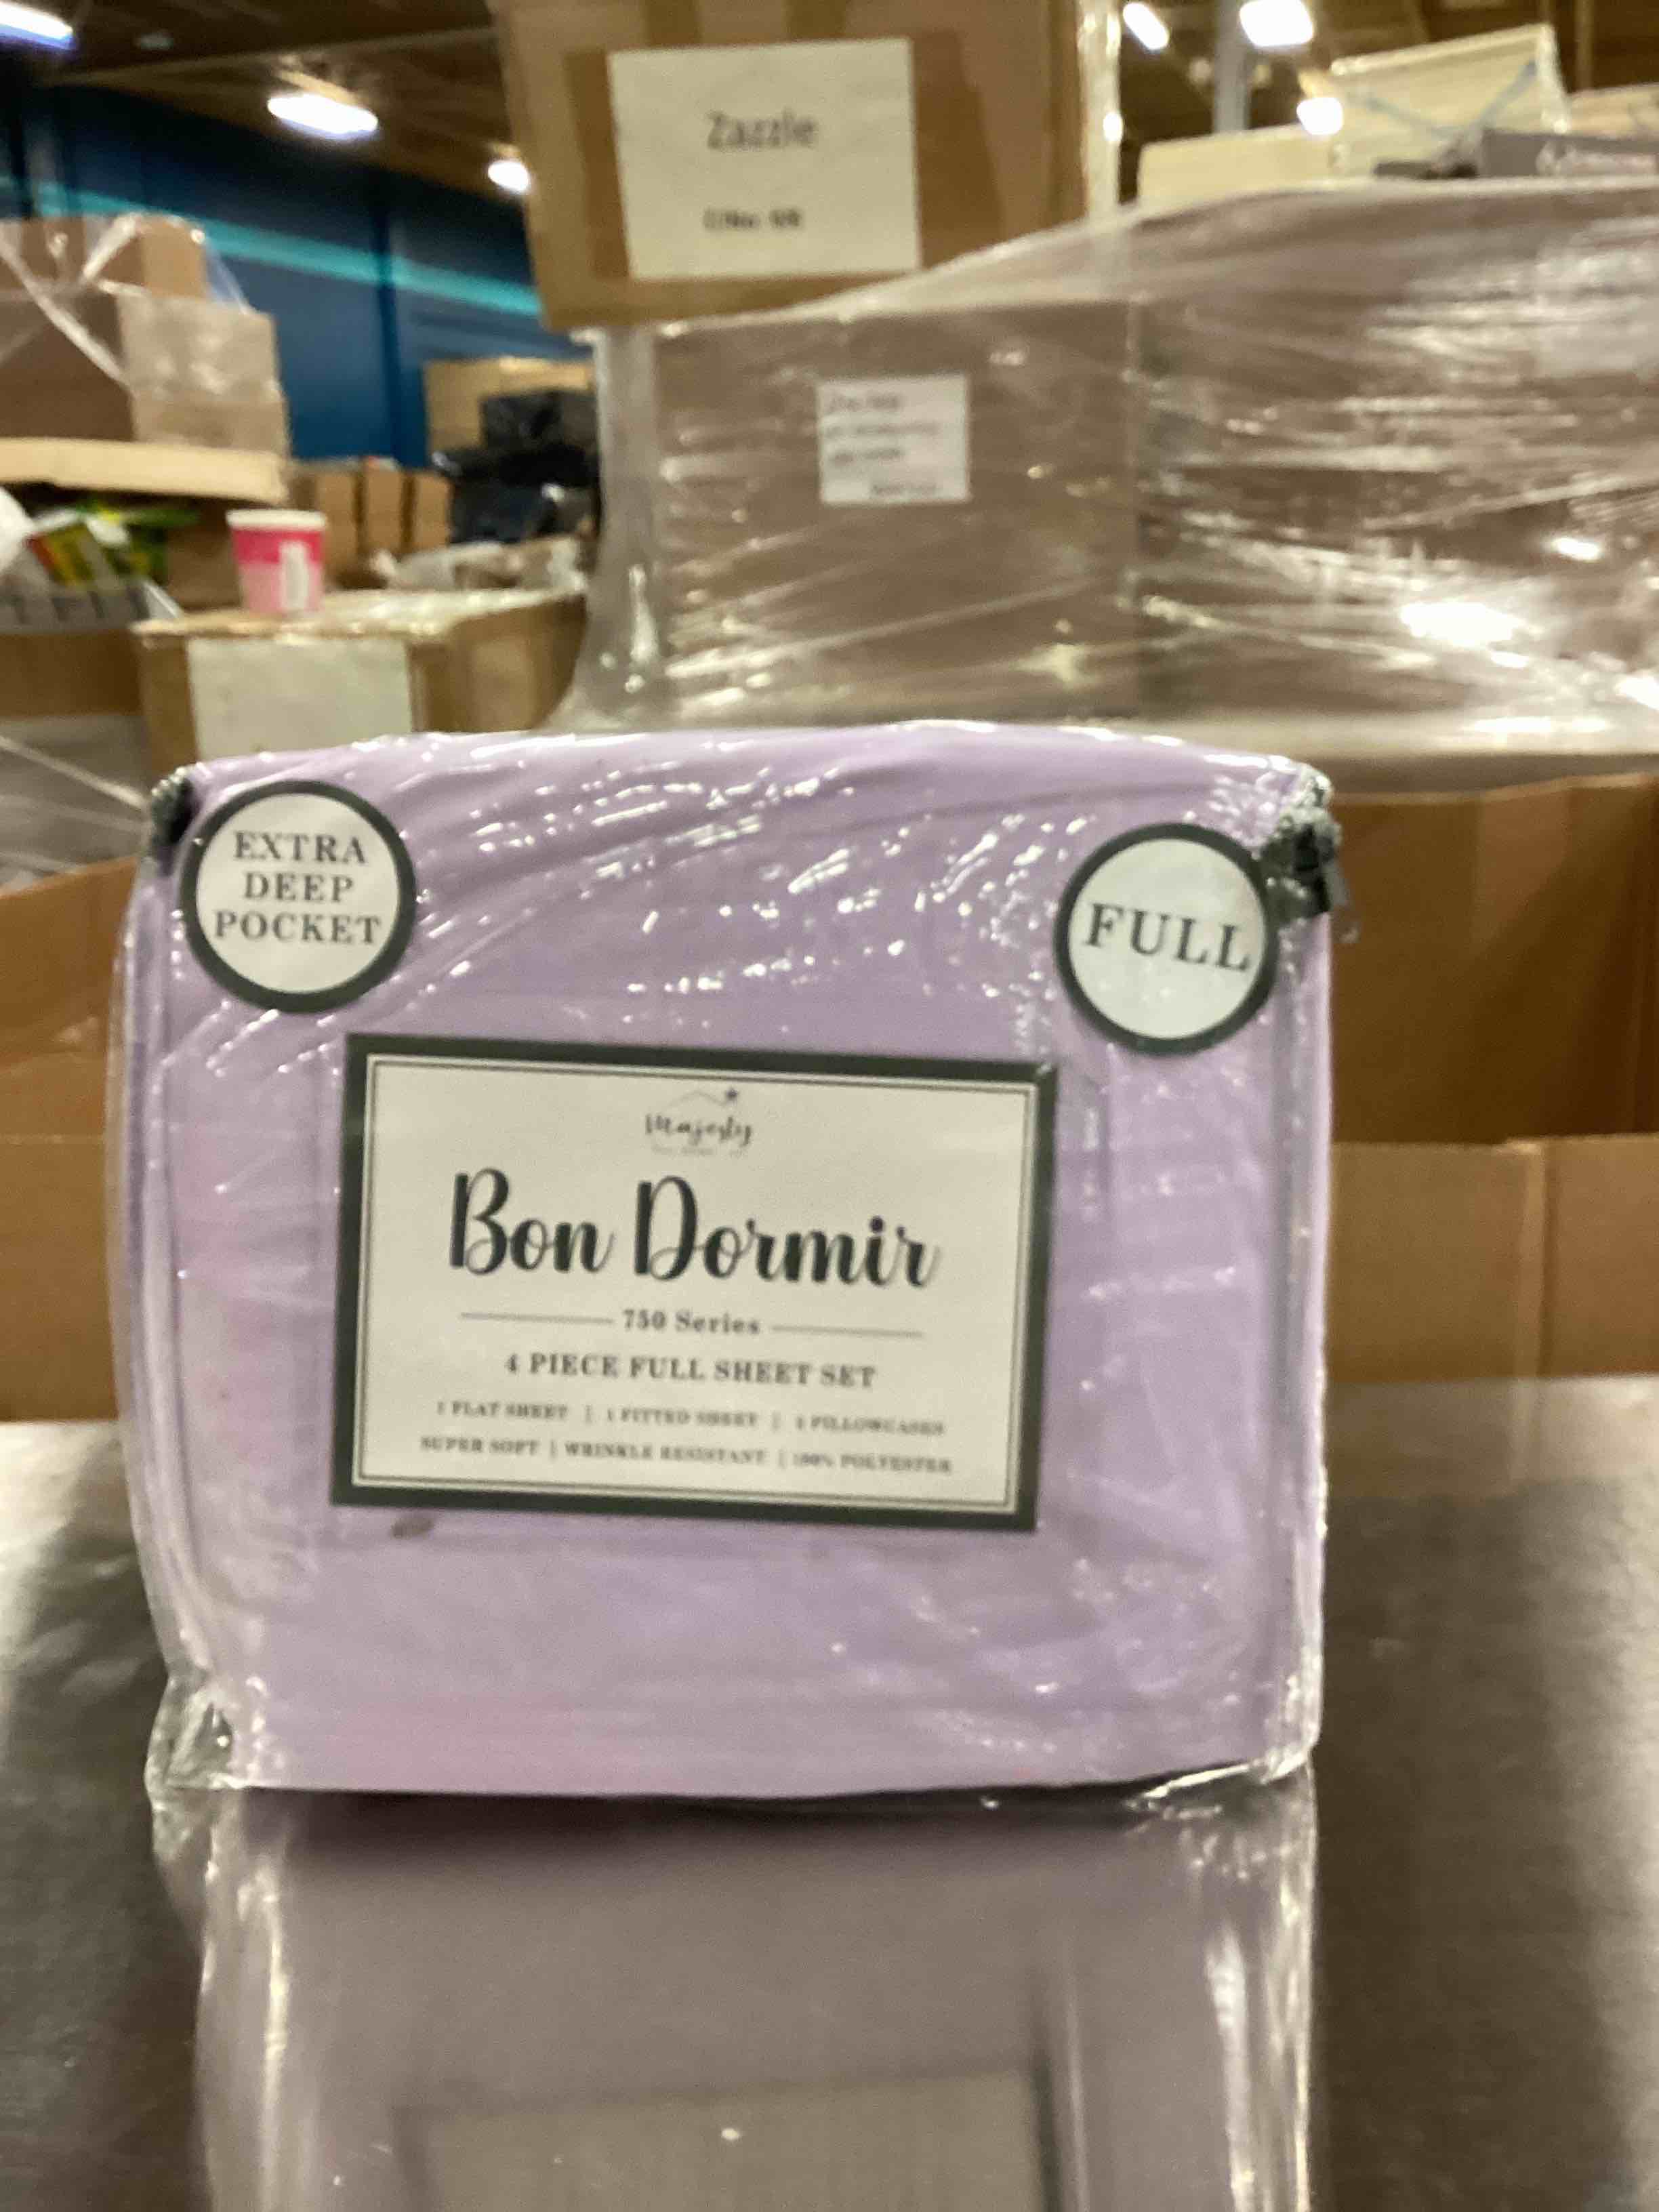 Zazzle
EXTRA
DEEP
POCKET
FULL
Majesty
Bon Dormir
750 Series
4 PIECE FULL SHEET SET
1 FLAT SHEET | 1 FITTED SHEET | PILLOWCASES
SUPER SOFT | WRINKLE RESISTANT | 100% POLYESTER